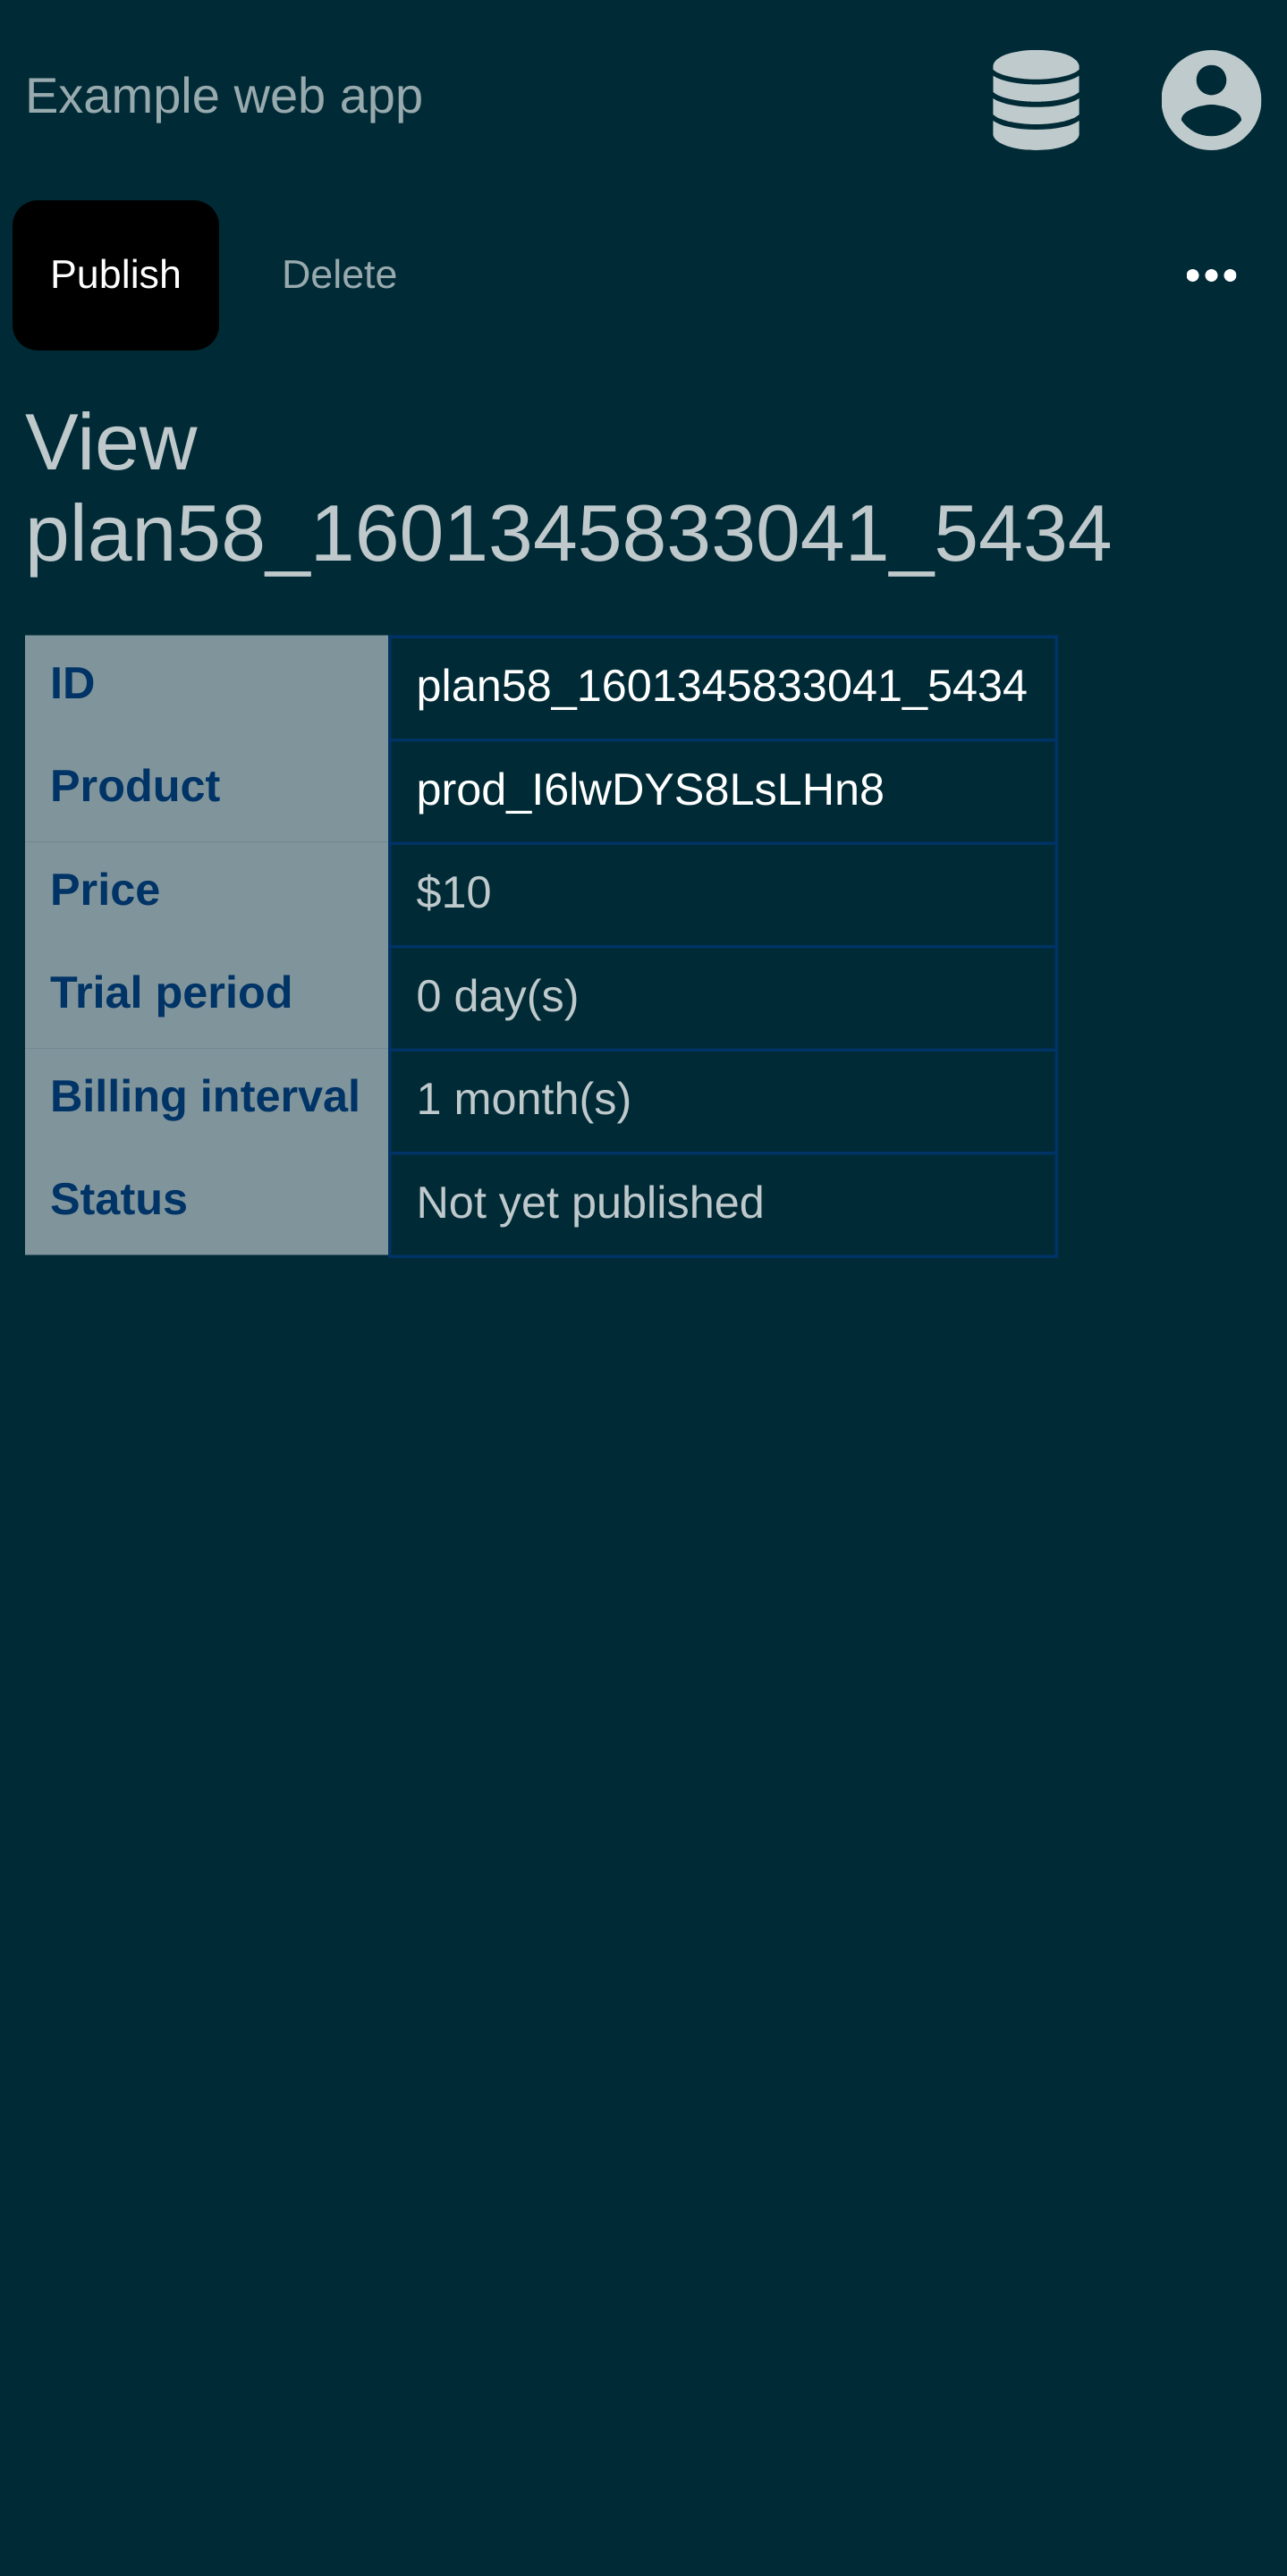 Example web app
Publish Delete
View
plan58_1601345833041_5434
ID plan58_1601345833041_5434
Product prod_I6lwDYS8LsLHn8
Price $10
Trial period 0 day(s)
Billing interval 1 month(s)
Status Not yet published